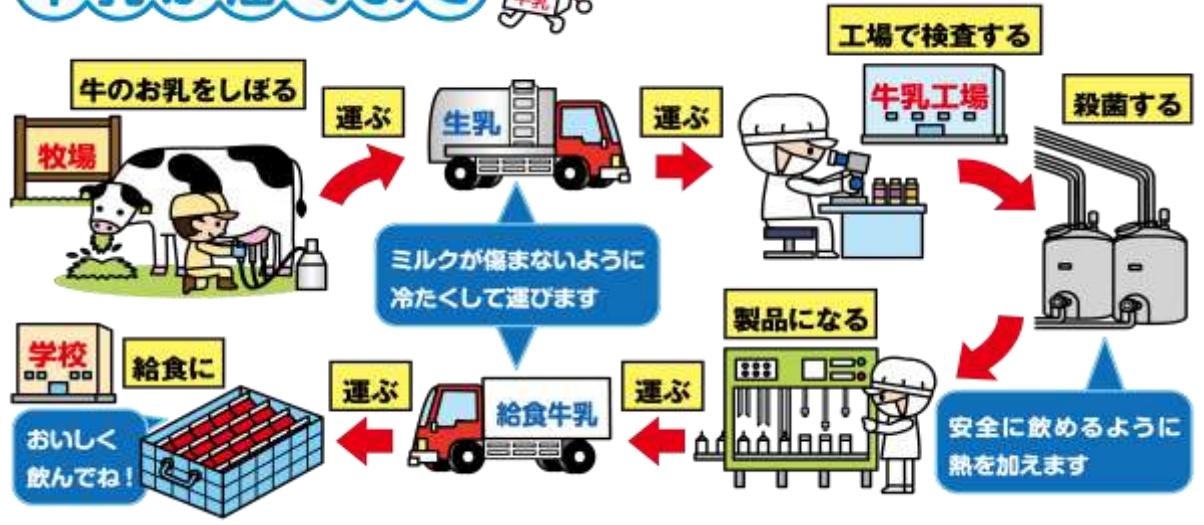 牛乳
牛のお乳をしぼる
牧場
運ぶ
生乳
運ぶ
工場で検査する
牛乳工場
殺菌する
ミルクが傷まないように
冷たくして運びます
安全に飲めるように
熱を加えます
製品になる
運ぶ
給食牛乳
運ぶ
給食に
学校
おいしく
飲んでね!